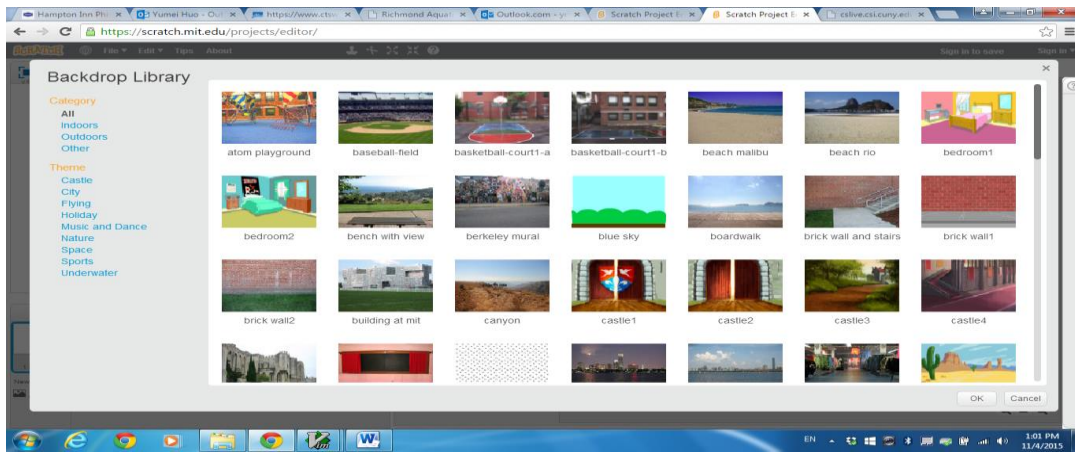 Hampton Inn Phi
Yumei Huo - Out
https://www.ctsw
Richmond Aquat
Outlook.com - y
Scratch Project E
Scratch Project E
cslive.csi.cuny.edu
https://scratch.mit.edu/projects/editor/
SCRATCH File Edit Tips About Sign in to save Sign in
Backdrop Library
Category
All
Indoors
Outdoors
Other
Theme
Castle
City
Flying
Holiday
Music and Dance
Nature
Space
Sports
Underwater
atom playground baseball-field basketball-court1-a basketball-court1-b beach malibu beach rio bedroom1
bedroom2 bench with view berkeley mural blue sky boardwalk brick wall and stairs brick wall1
brick wall2 building at mit canyon castle1 castle2 castle3 castle4
OK Cancel
EN 1:01 PM
11/4/2015